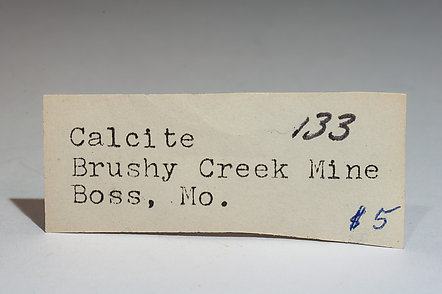 Calcite 133
Brushy Creek Mine
Boss, Mo.
$5